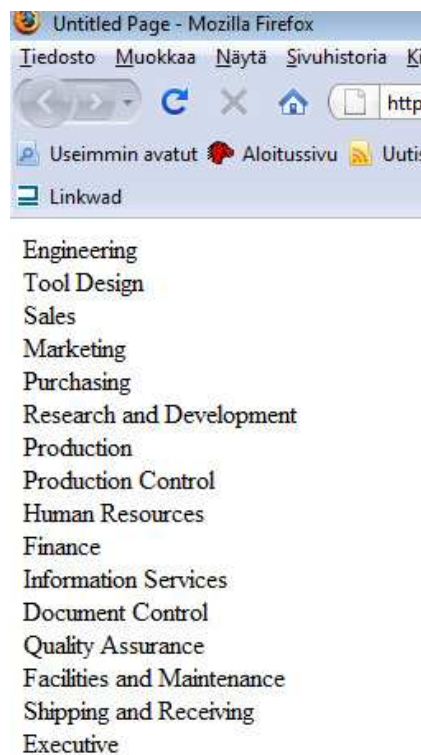 Untitled Page - Mozilla Firefox
Tiedosto Muokkaa Näytä Sivuhistoria Ki
http
Useimmin avatut Aloitussivu Uutis
Linkwad
Engineering
Tool Design
Sales
Marketing
Purchasing
Research and Development
Production
Production Control
Human Resources
Finance
Information Services
Document Control
Quality Assurance
Facilities and Maintenance
Shipping and Receiving
Executive